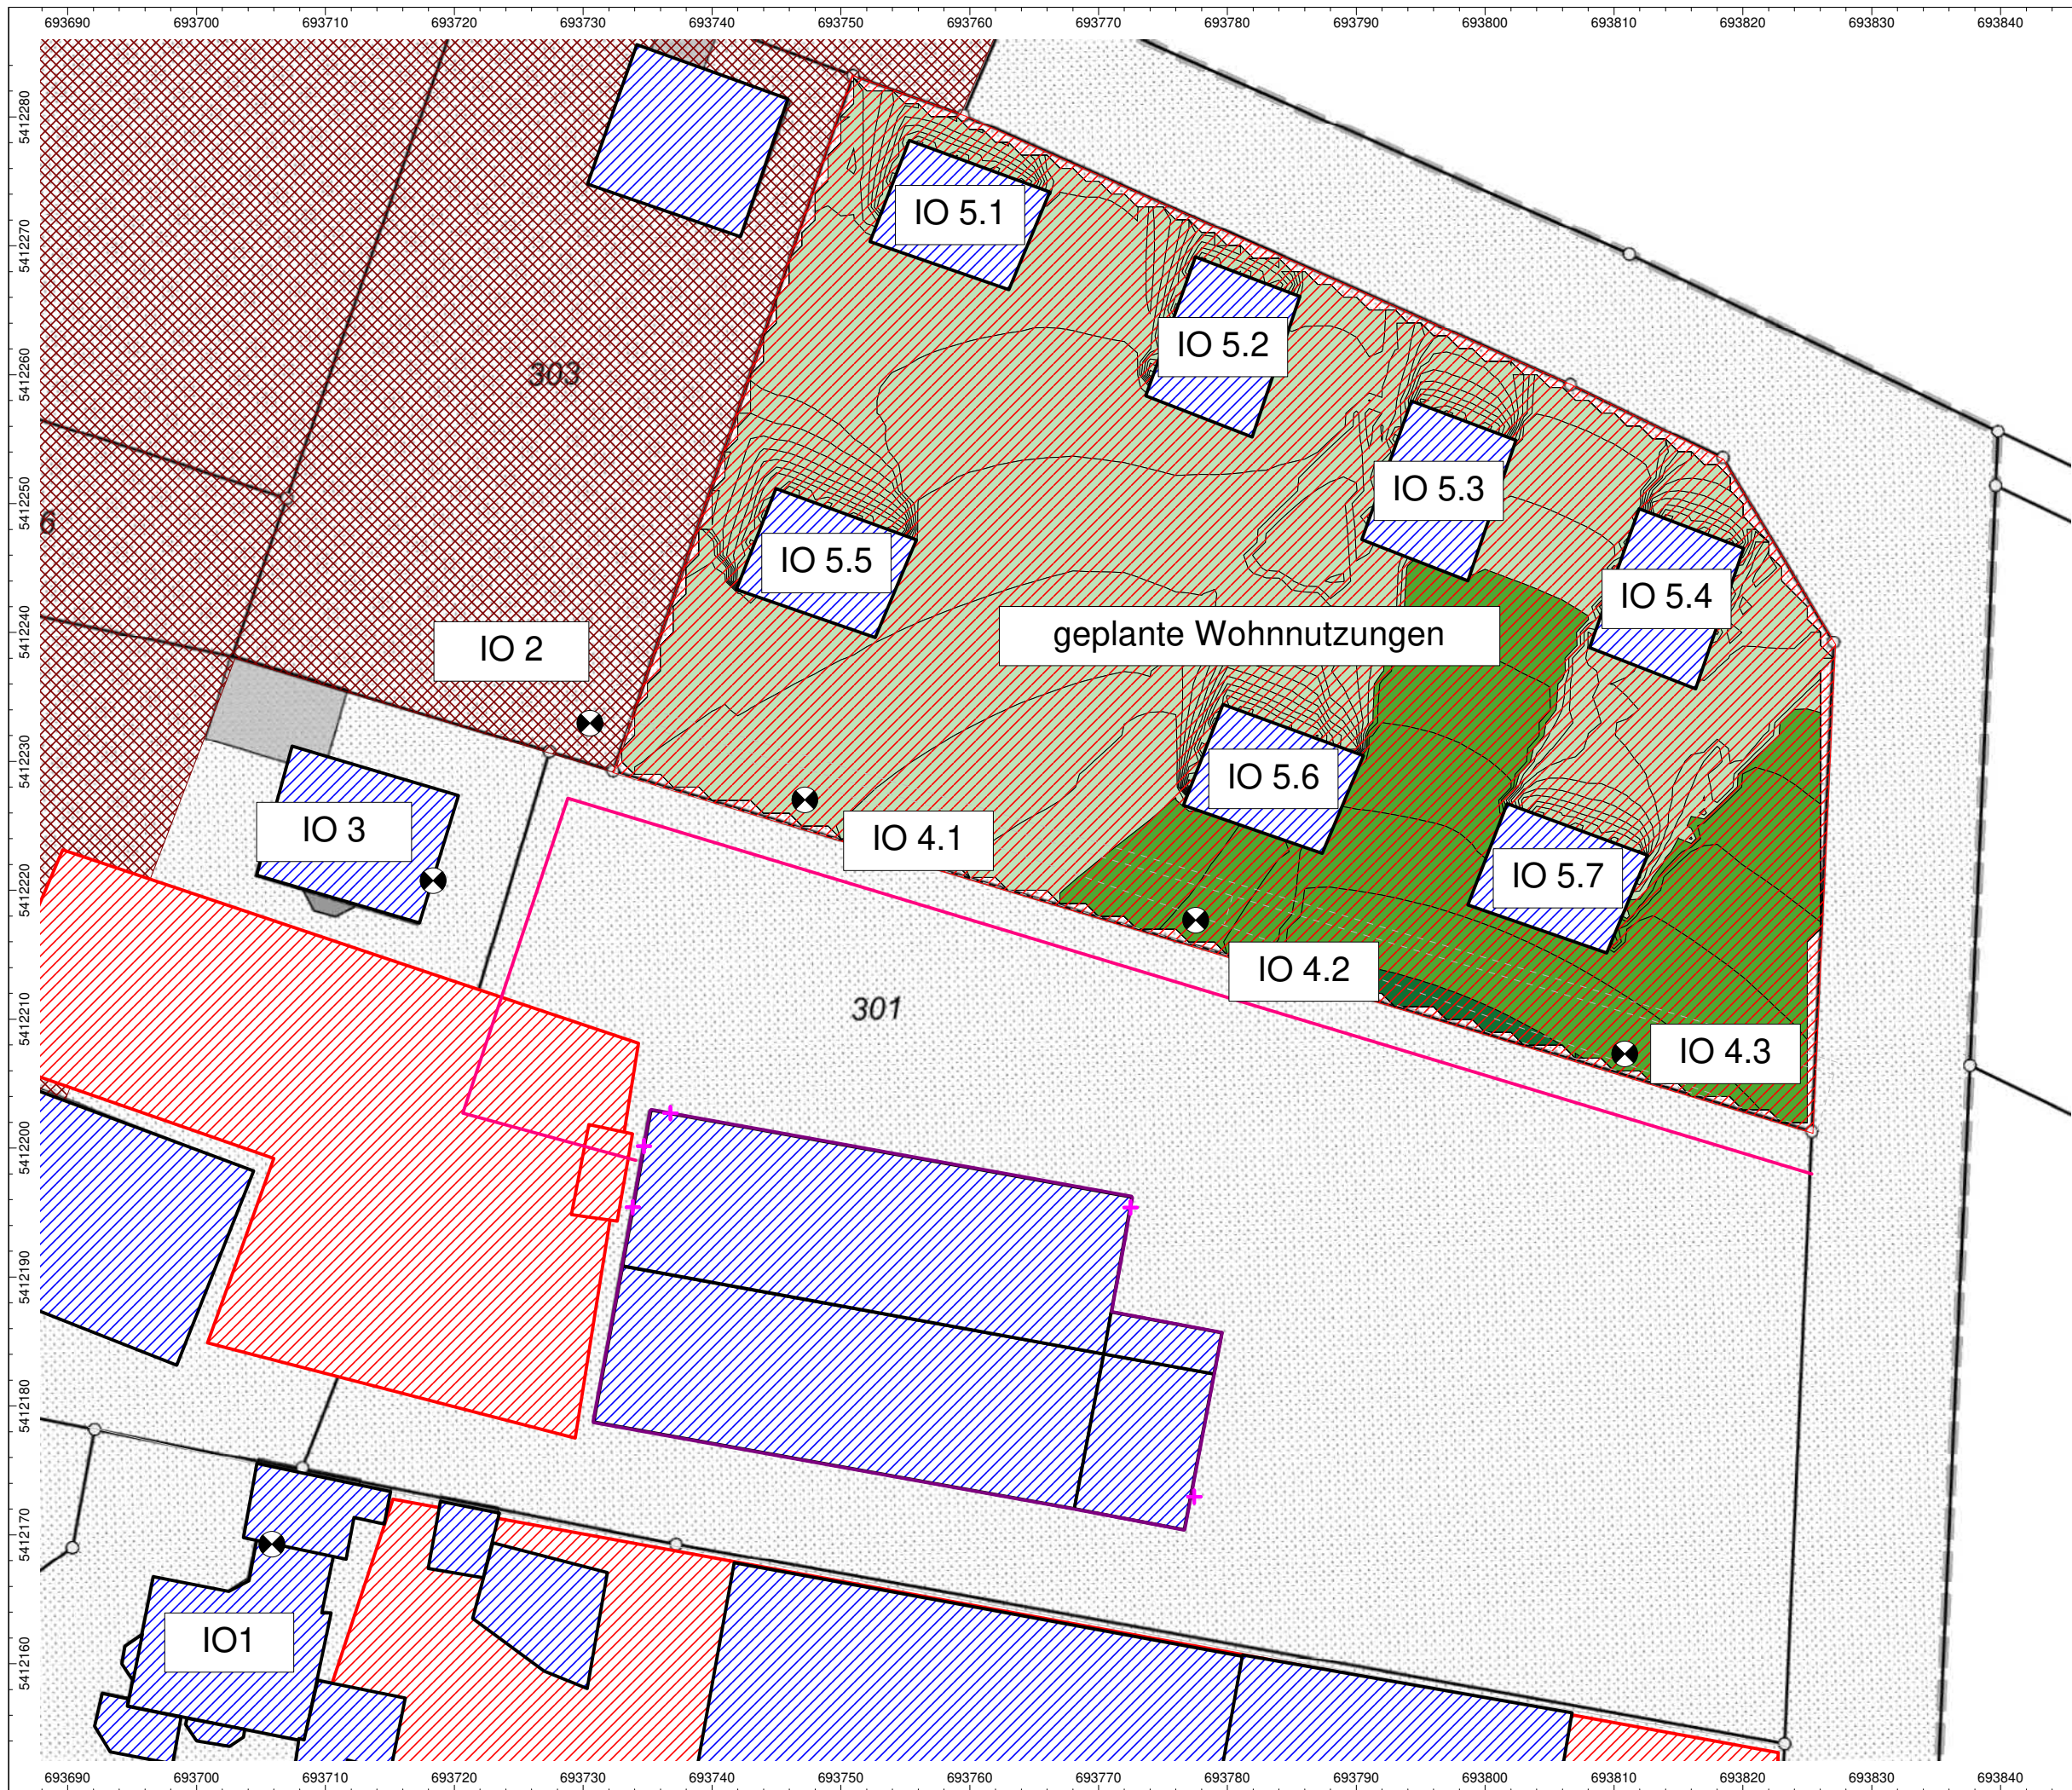 693690 693700 693710 693720 693730 693740 693750 693760 693770 693780 693790 693800 693810 693820 693830 693840
5412280
5412270
5412260
5412250
5412240
5412230
5412220
5412210
5412200
5412190
5412180
5412170
5412160
IO 5.1
IO 5.2
303
IO 5.3
6
IO 5.5
IO 5.4
geplante Wohnnutzungen
IO 2
IO 5.6
IO 3
IO 4.1
IO 5.7
IO 4.2
301
IO 4.3
IO1
693690 693700 693710 693720 693730 693740 693750 693760 693770 693780 693790 693800 693810 693820 693830 693840